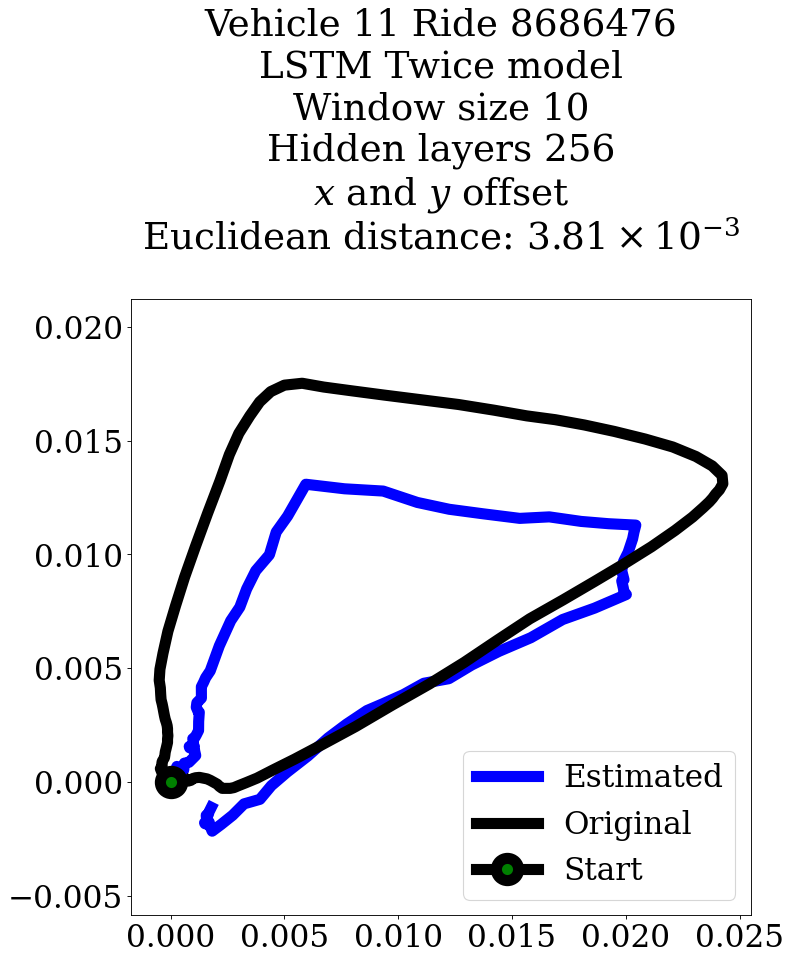 Vehicle 11 Ride 8686476
LSTM Twice model
Window size 10
Hidden layers 256
x and y offset
Euclidean distance: 3.81 × 10⁻³
0.020
0.015
0.010
0.005
0.000
−0.005
Estimated
Original
Start
0.000 0.005 0.010 0.015 0.020 0.025